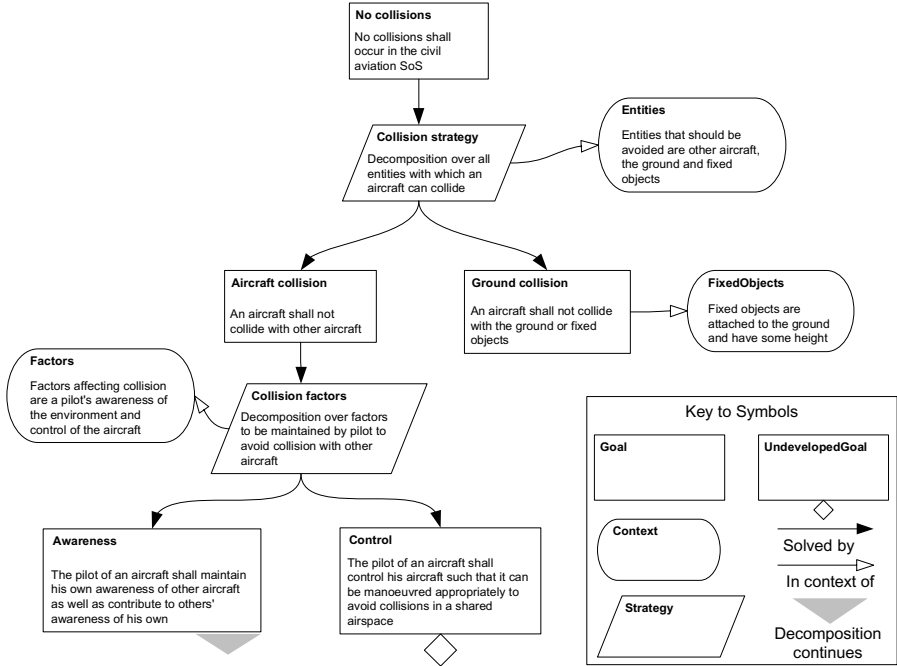 No collisions
No collisions shall
occur in the civil
aviation SoS
Collision strategy
Decomposition over all
entities with which an
aircraft can collide
Entities
Entities that should be
avoided are other aircraft,
the ground and fixed
objects
Aircraft collision
An aircraft shall not
collide with other aircraft
Ground collision
An aircraft shall not collide
with the ground or fixed
objects
FixedObjects
Fixed objects are
attached to the ground
and have some height
Factors
Factors affecting collision
are a pilot's awareness of
the environment and
control of the aircraft
Collision factors
Decomposition over factors
to be maintained by pilot to
avoid collision with other
aircraft
Awareness
The pilot of an aircraft shall maintain
his own awareness of other aircraft
as well as contribute to others'
awareness of his own
Control
The pilot of an aircraft shall
control his aircraft such that it can
be manoeuvred appropriately to
avoid collisions in a shared
airspace
Key to Symbols
Goal
UndevelopedGoal
Context
Solved by
In context of
Strategy
Decomposition
continues